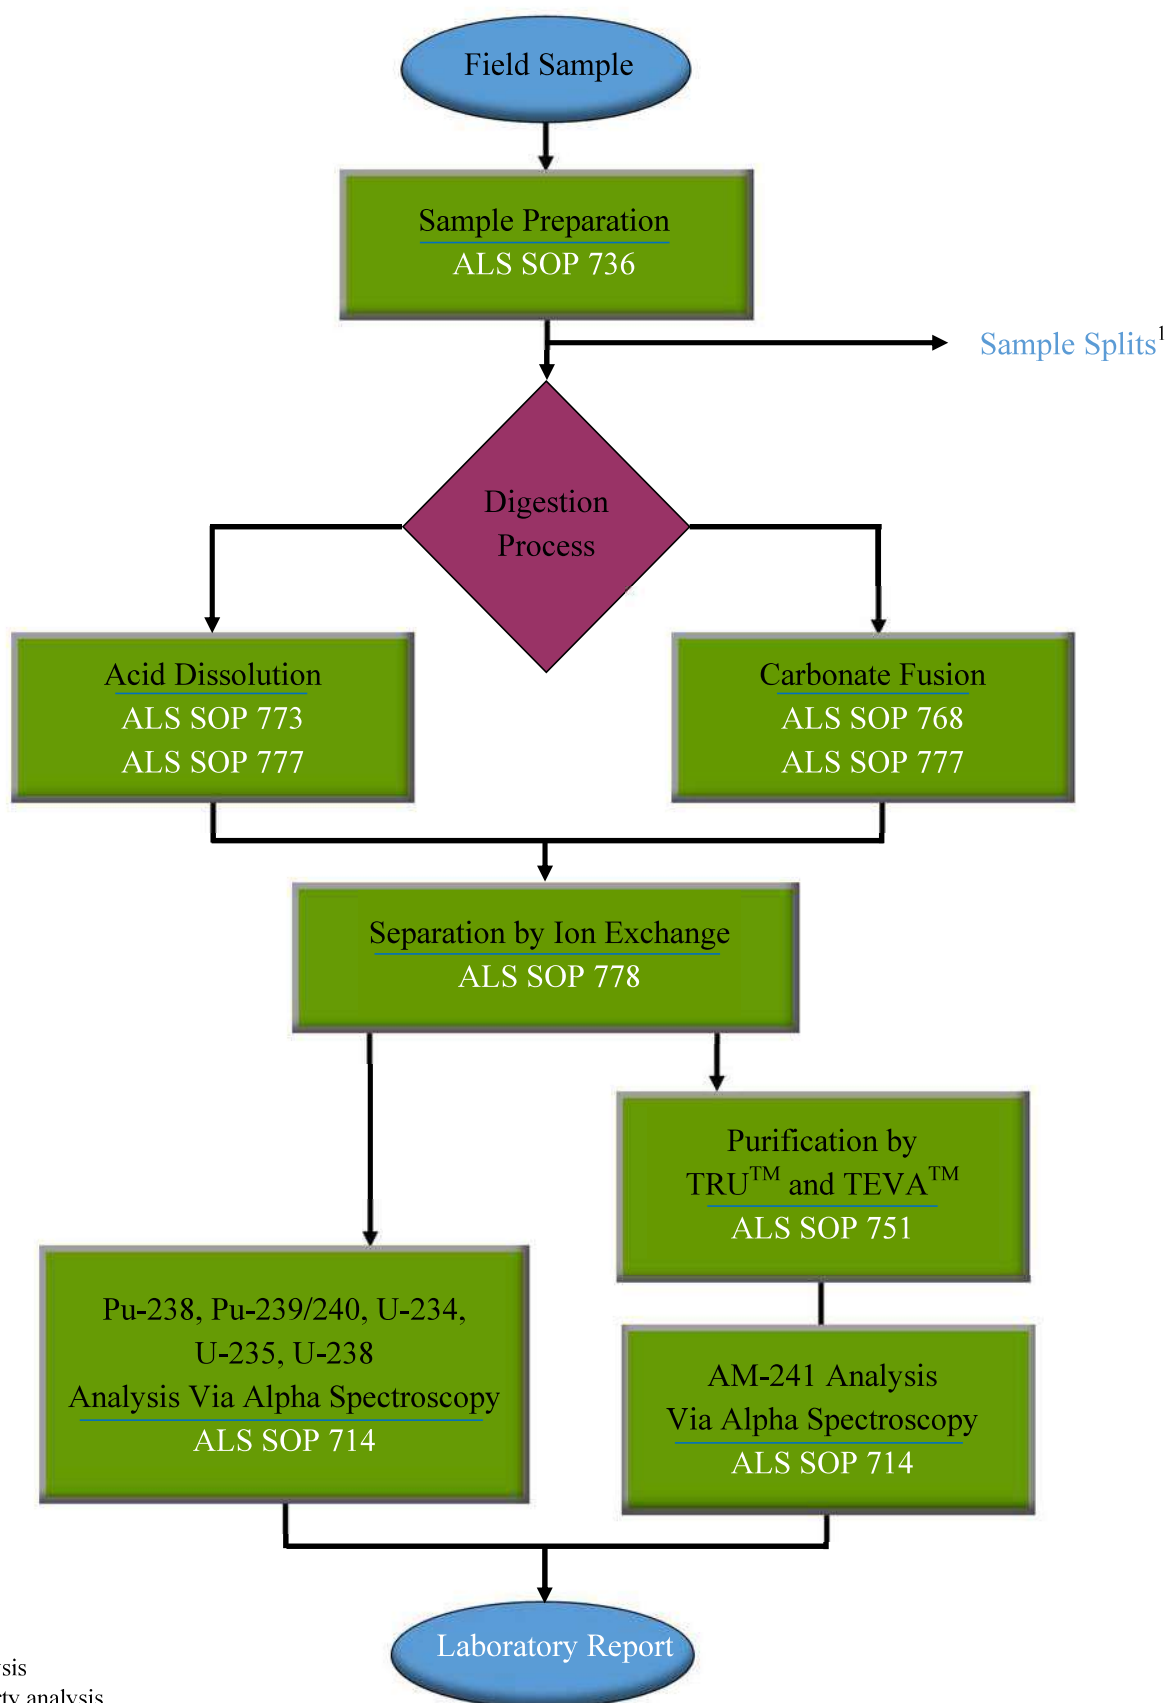 Field Sample
Sample Preparation
ALS SOP 736
Sample Splits¹
Digestion
Process
Acid Dissolution
ALS SOP 773
ALS SOP 777
Carbonate Fusion
ALS SOP 768
ALS SOP 777
Separation by Ion Exchange
ALS SOP 778
Purification by
TRU™ and TEVA™
ALS SOP 751
Pu-238, Pu-239/240, U-234,
U-235, U-238
Analysis Via Alpha Spectroscopy
ALS SOP 714
AM-241 Analysis
Via Alpha Spectroscopy
ALS SOP 714
Laboratory Report
analysis